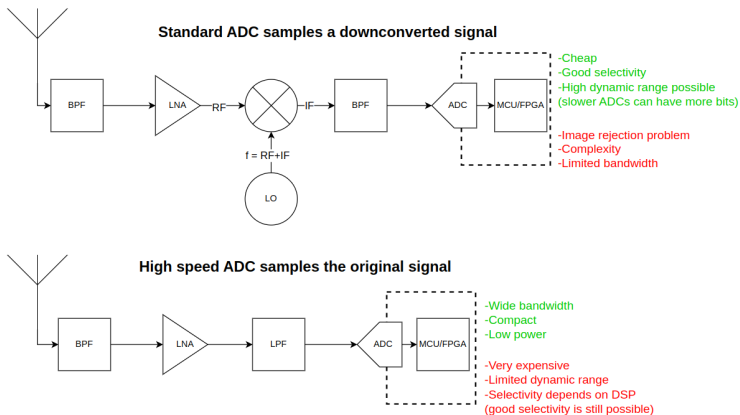 Standard ADC samples a downconverted signal
BPF
LNA
RF
IF
BPF
ADC
MCU/FPGA
f = RF+IF
LO
-Cheap
-Good selectivity
-High dynamic range possible
(slower ADCs can have more bits)
-Image rejection problem
-Complexity
-Limited bandwidth
High speed ADC samples the original signal
BPF
LNA
LPF
ADC
MCU/FPGA
-Wide bandwidth
-Compact
-Low power
-Very expensive
-Limited dynamic range
-Selectivity depends on DSP
(good selectivity is still possible)